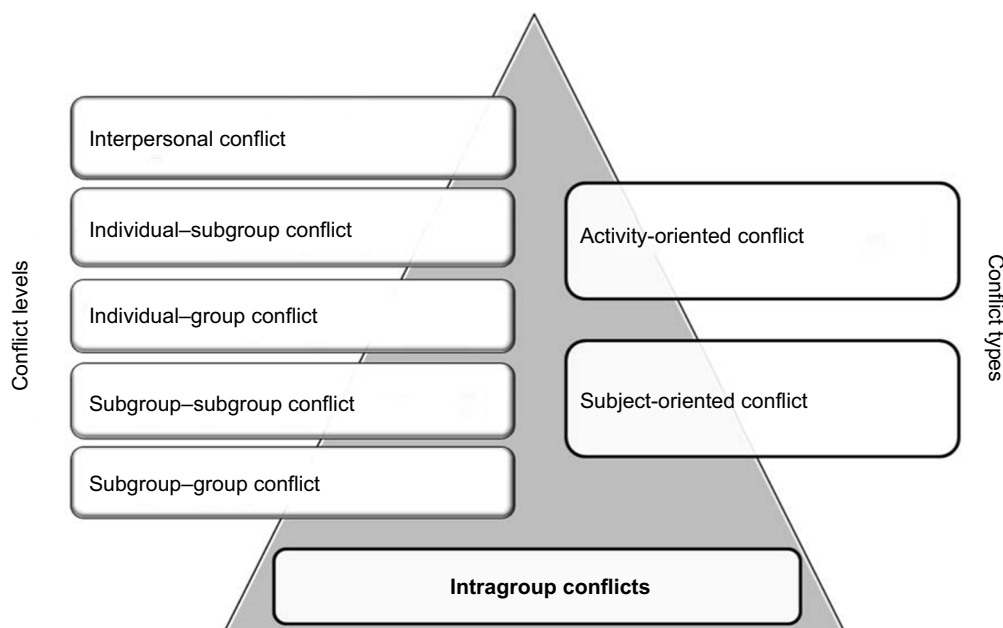 Conflict levels
Interpersonal conflict
Individual–subgroup conflict
Individual–group conflict
Subgroup–subgroup conflict
Subgroup–group conflict
Activity-oriented conflict
Subject-oriented conflict
Conflict types
Intragroup conflicts